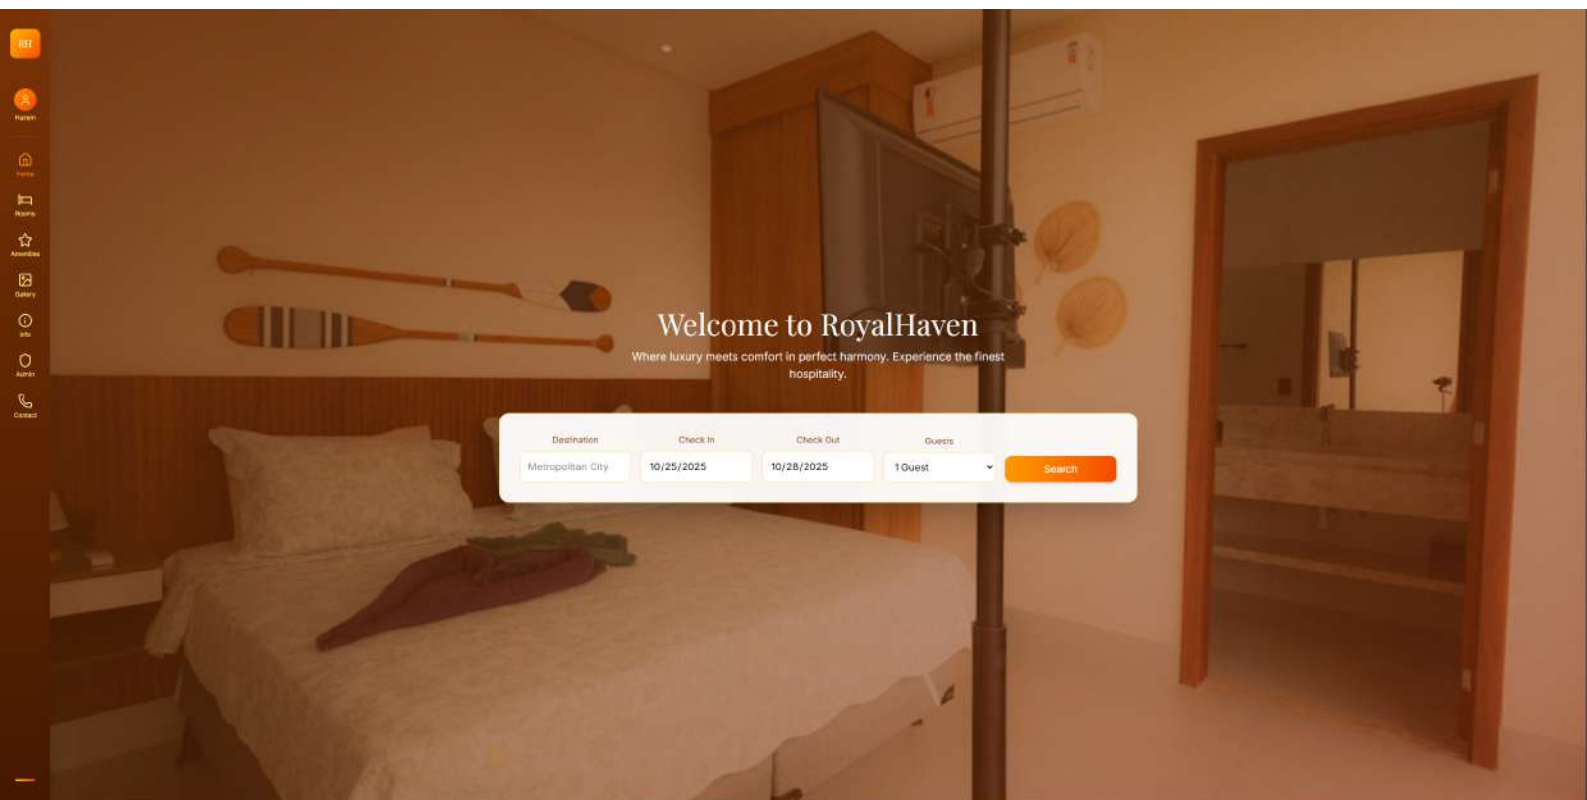 RH
Hazem
Home
Rooms
Amenities
Gallery
Info
Admin
Contact
Welcome to RoyalHaven
Where luxury meets comfort in perfect harmony. Experience the finest
hospitality.
Destination
Check In
Check Out
Guests
Metropolitan City
10/25/2025
10/28/2025
1 Guest
Search